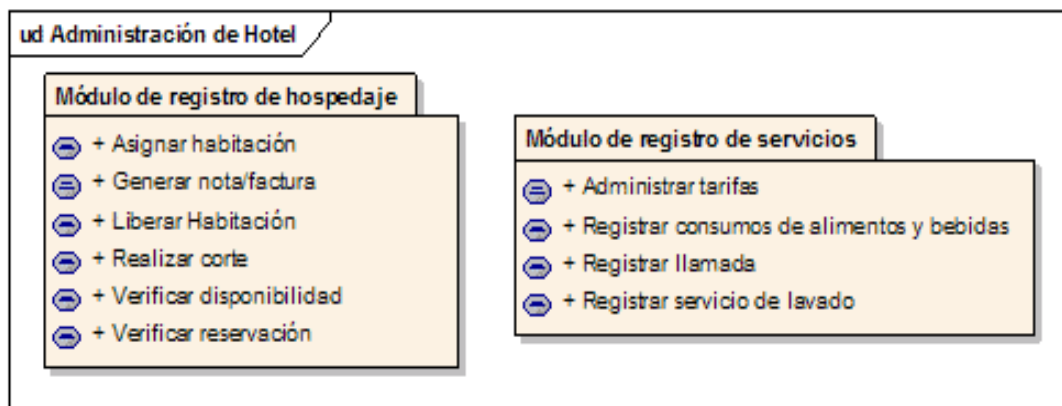 ud Administración de Hotel
Módulo de registro de hospedaje
+ Asignar habitación
+ Generar nota/factura
+ Liberar Habitación
+ Realizar corte
+ Verificar disponibilidad
+ Verificar reservación
Módulo de registro de servicios
+ Administrar tarifas
+ Registrar consumos de alimentos y bebidas
+ Registrar llamada
+ Registrar servicio de lavado